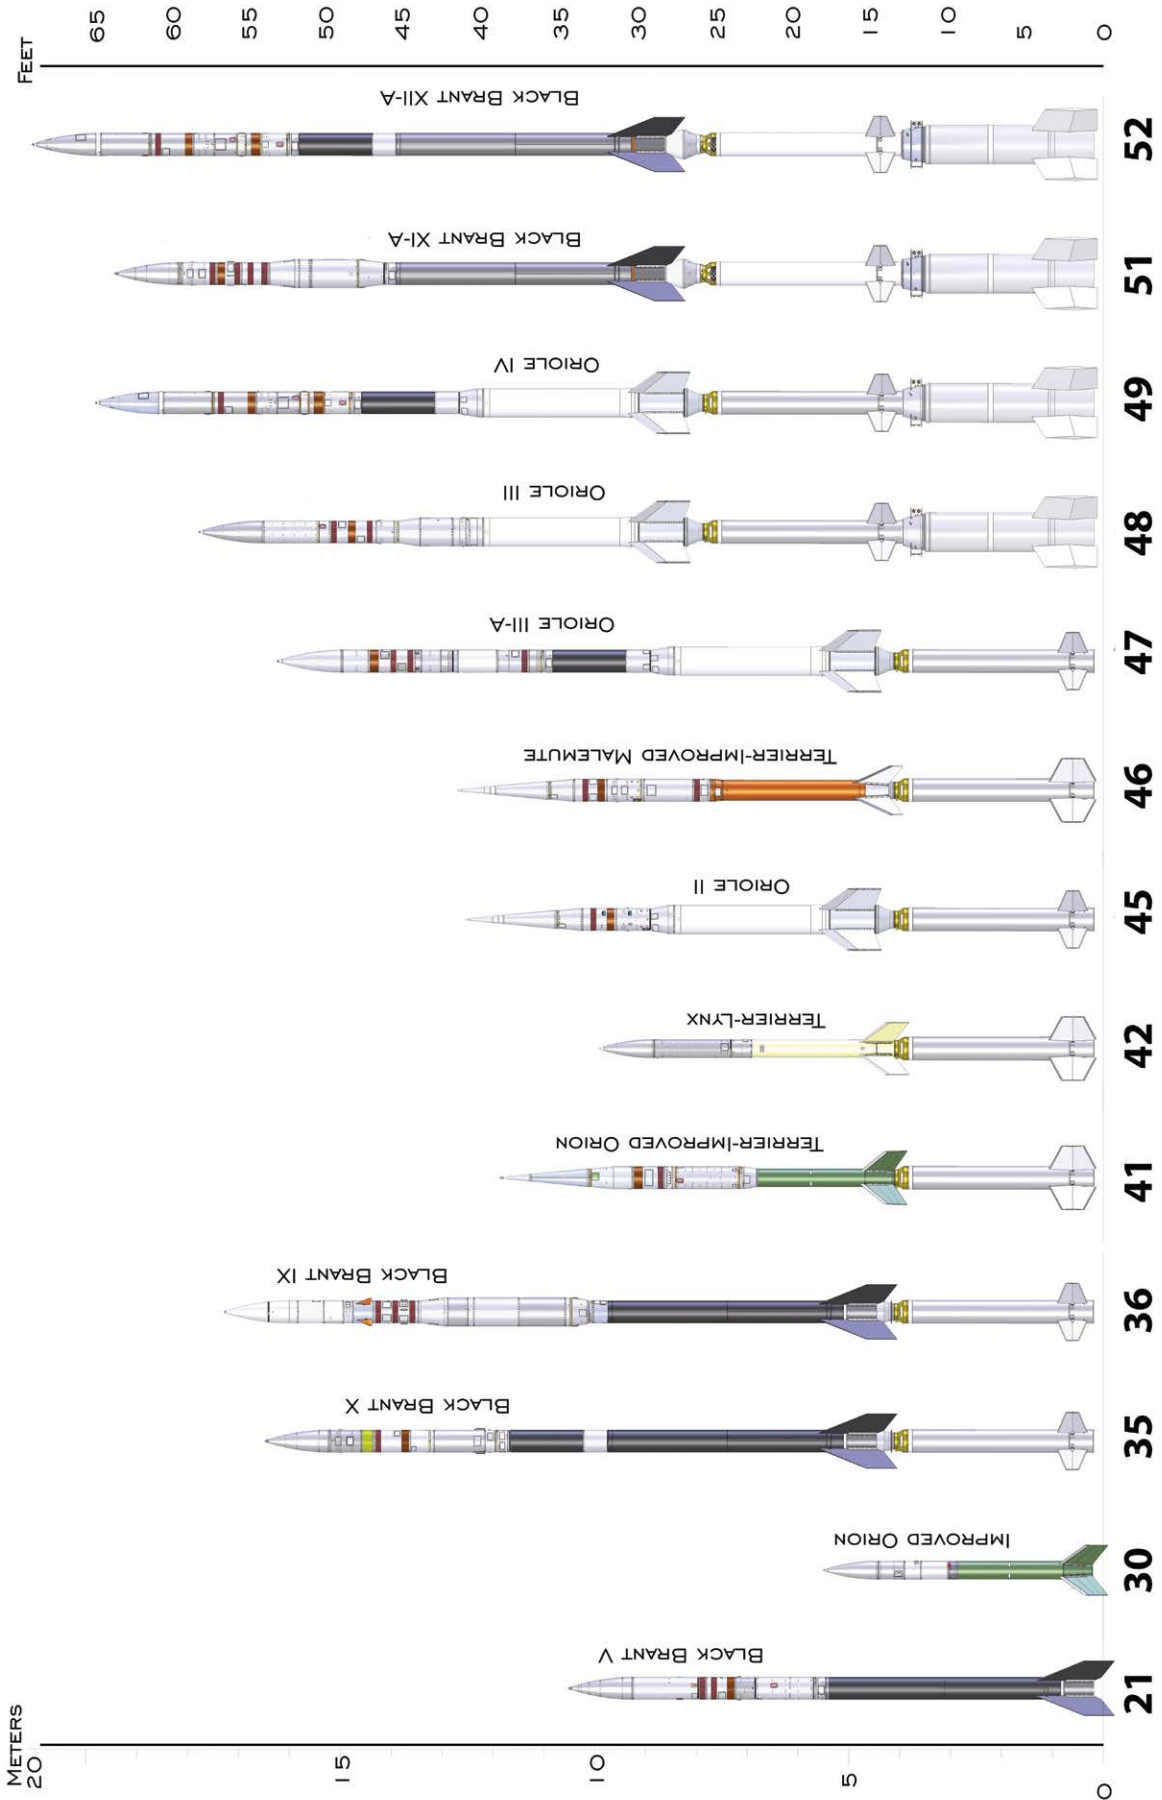 FEET
65
60
55
50
45
40
35
30
25
20
15
10
5
0
BLACK BRANT XII-A
52
BLACK BRANT XI-A
51
ORIOLE IV
49
ORIOLE III
48
ORIOLE III-A
47
TERRIER-IMPROVED MALEMUTE
46
ORIOLE II
45
TERRIER-LYNX
42
TERRIER-IMPROVED ORION
41
BLACK BRANT IX
36
BLACK BRANT X
35
IMPROVED ORION
30
BLACK BRANT V
21
METERS
20
15
10
5
0